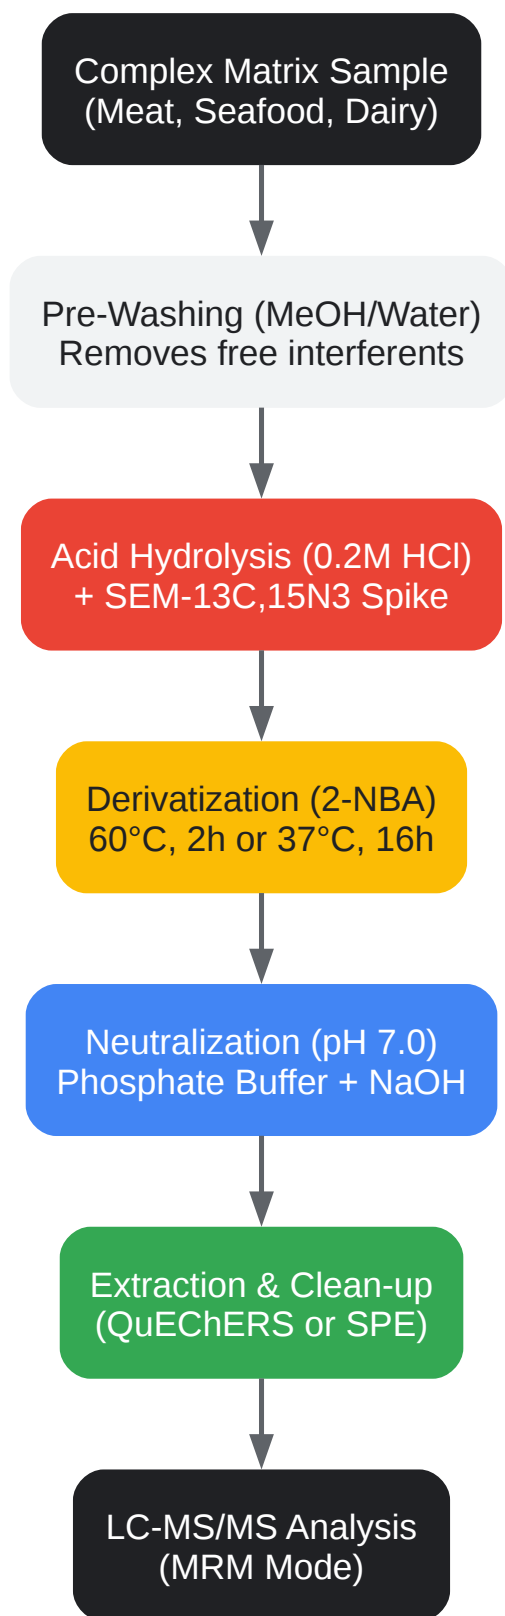 Complex Matrix Sample
(Meat, Seafood, Dairy)
Pre-Washing (MeOH/Water)
Removes free interferents
Acid Hydrolysis (0.2M HCl)
+ SEM-13C,15N3 Spike
Derivatization (2-NBA)
60°C, 2h or 37°C, 16h
Neutralization (pH 7.0)
Phosphate Buffer + NaOH
Extraction & Clean-up
(QuEChERS or SPE)
LC-MS/MS Analysis
(MRM Mode)